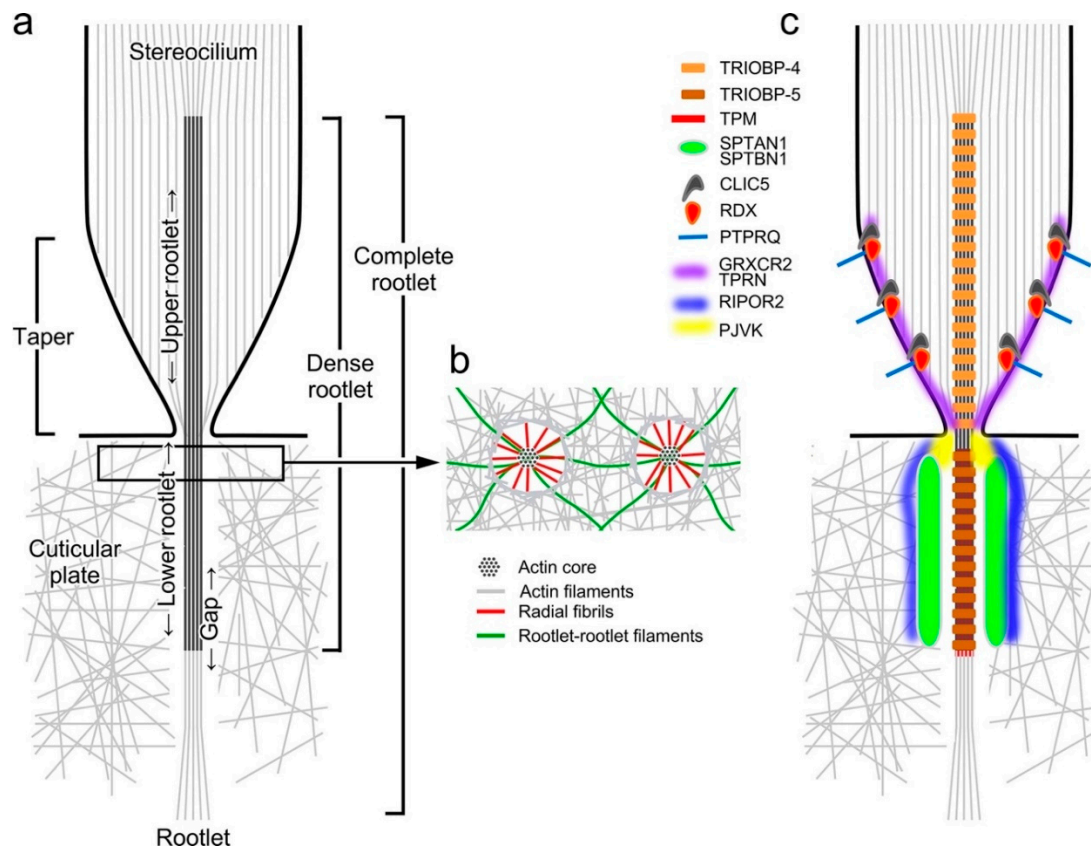 a
Stereocilium
← Upper rootlet →
Taper
Complete
rootlet
Dense
rootlet
← Lower rootlet →
Cuticular
plate
← Gap →
Rootlet
b
Actin core
Actin filaments
Radial fibrils
Rootlet-rootlet filaments
c
TRIOBP-4
TRIOBP-5
TPM
SPTAN1
SPTBN1
CLIC5
RDX
PTPRQ
GRXCR2
TPRN
RIPOR2
PJVK